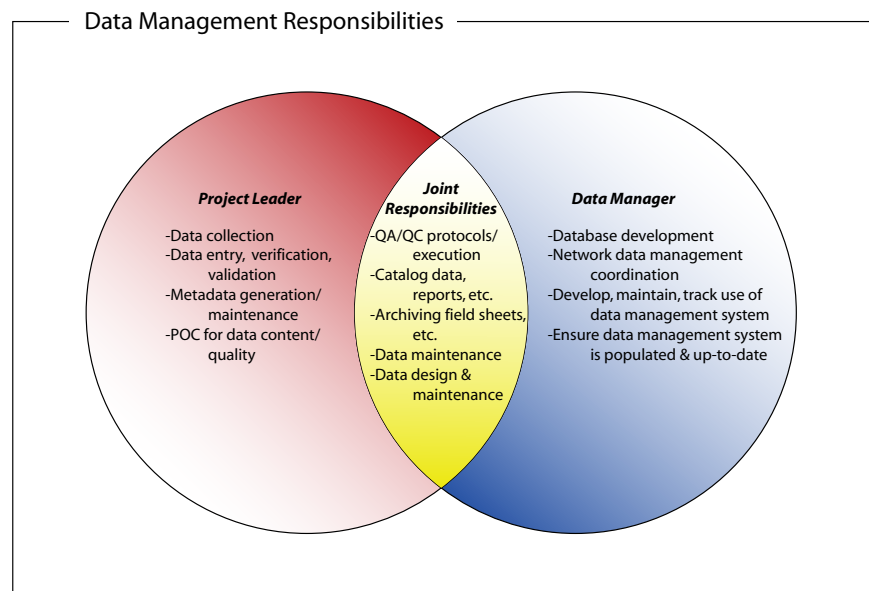 Data Management Responsibilities
Project Leader
-Data collection
-Data entry, verification,
validation
-Metadata generation/
maintenance
-POC for data content/
quality
Joint
Responsibilities
-QA/QC protocols/
execution
-Catalog data,
reports, etc.
-Archiving field sheets,
etc.
-Data maintenance
-Data design &
maintenance
Data Manager
-Database development
-Network data management
coordination
-Develop, maintain, track use of
data management system
-Ensure data management system
is populated & up-to-date